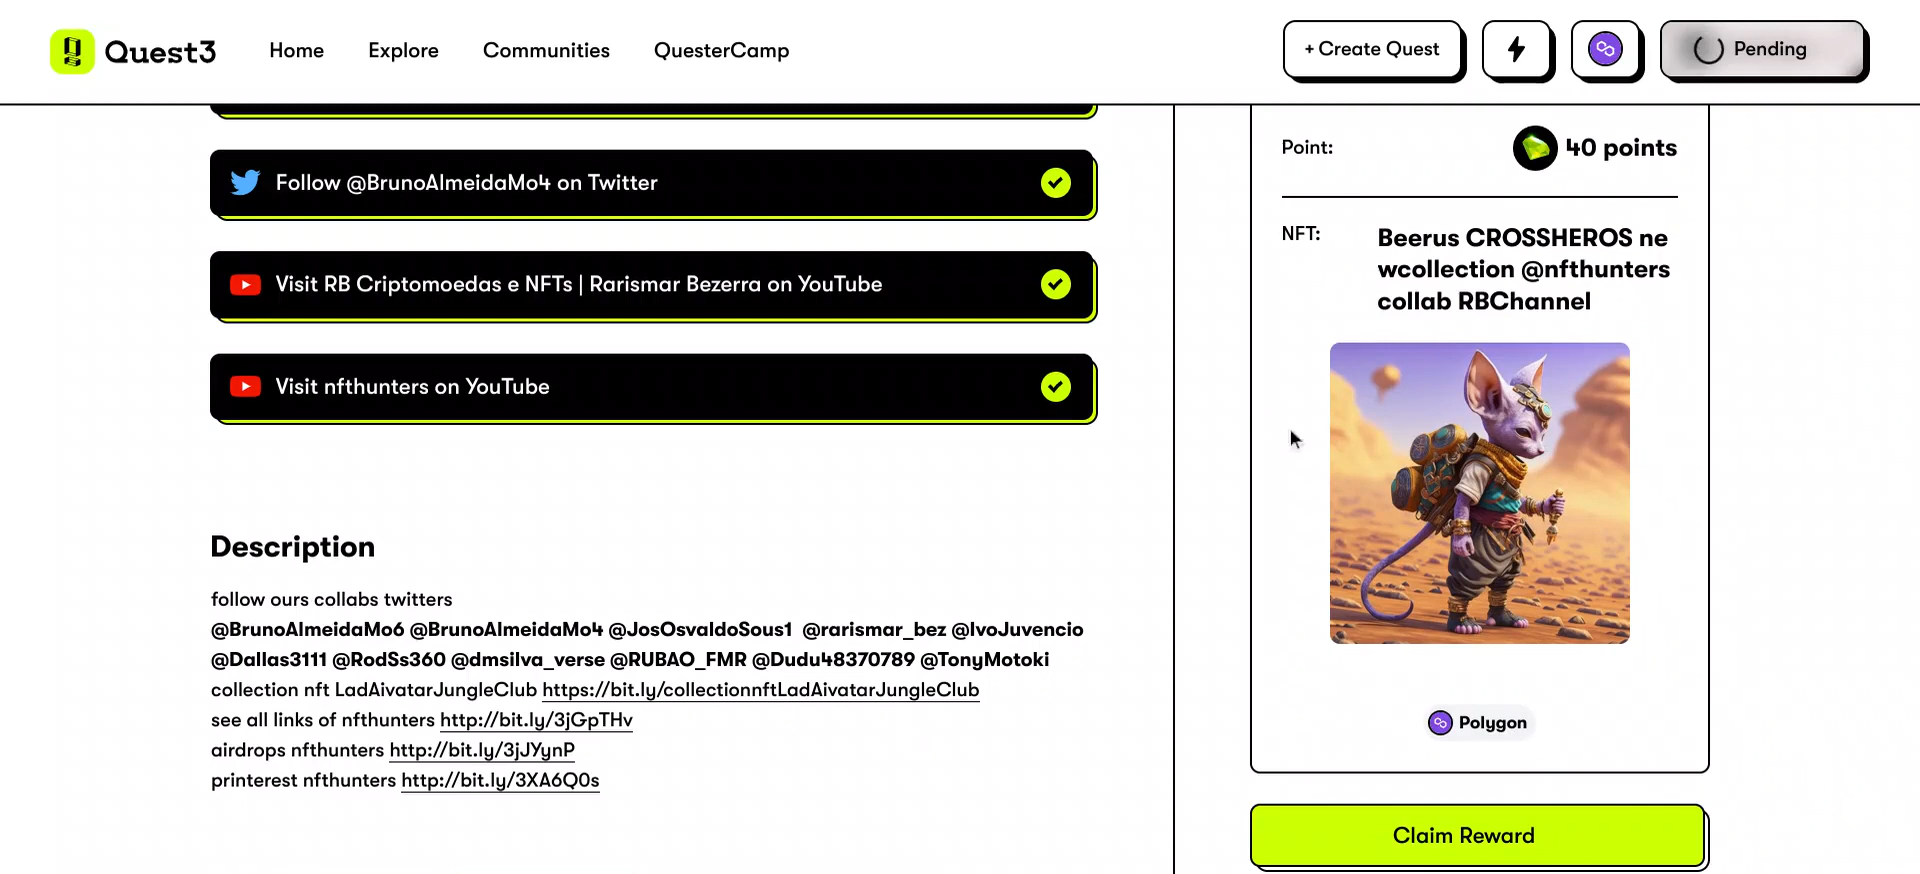 Quest3
Home
Explore
Communities
QuesterCamp
+ Create Quest
Pending
Follow @BrunoAlmeidaMo4 on Twitter
Visit RB Criptomoedas e NFTs | Rarismar Bezerra on YouTube
Visit nfthunters on YouTube
Description
follow ours collabs twitters
@BrunoAlmeidaMo6 @BrunoAlmeidaMo4 @JosOsvaldoSous1 @rarismar_bez @IvoJuvencio
@Dallas3111 @RodSs360 @dmsilva_verse @RUBAO_FMR @Dudu48370789 @TonyMotoki
collection nft LadAivatarJungleClub https://bit.ly/collectionnftLadAivatarJungleClub
see all links of nfthunters http://bit.ly/3jGpTHv
airdrops nfthunters http://bit.ly/3jJYynP
printerest nfthunters http://bit.ly/3XA6Q0s
Point:
40 points
NFT:
Beerus CROSSHEROS ne
wcollection @nfthunters
collab RBChannel
Polygon
Claim Reward